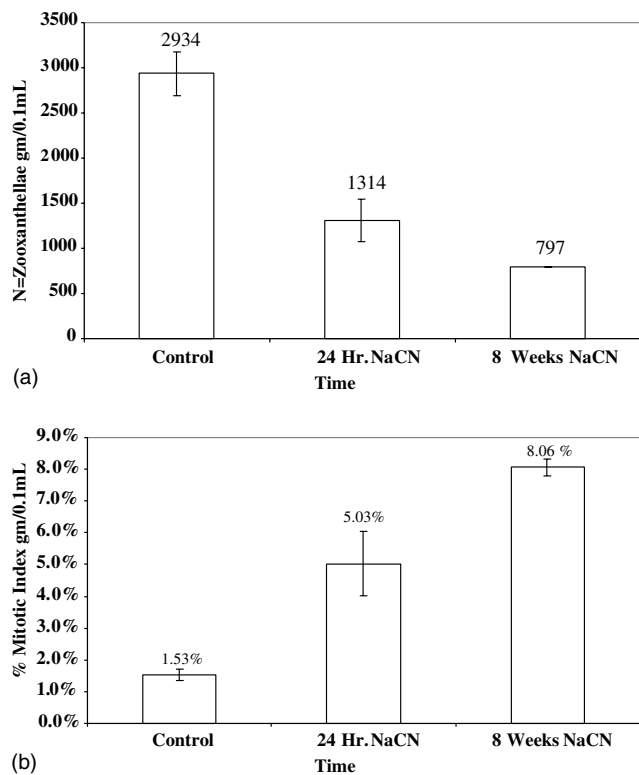 3500
3000
2500
2000
1500
1000
500
0
N=Zooxanthellae gm/0.1mL
2934
1314
797
Control
24 Hr.NaCN
8 Weeks NaCN
Time
(a)
9.0%
8.0%
7.0%
6.0%
5.0%
4.0%
3.0%
2.0%
1.0%
0.0%
% Mitotic Index gm/0.1mL
1.53%
5.03%
8.06 %
Control
24 Hr.NaCN
8 Weeks NaCN
Time
(b)